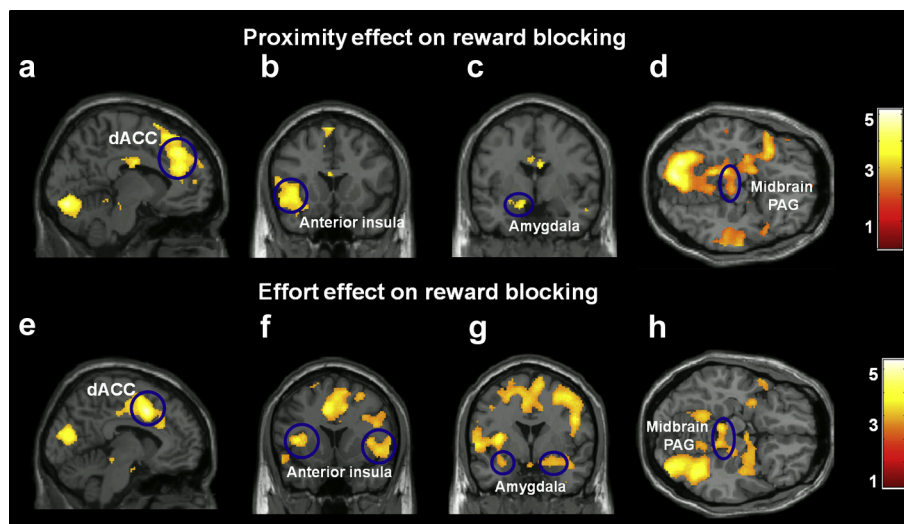 Proximity effect on reward blocking
a
b
c
d
dACC
Anterior insula
Amygdala
Midbrain
PAG
5
3
1
Effort effect on reward blocking
e
f
g
h
dACC
Anterior insula
Amygdala
Midbrain
PAG
5
3
1